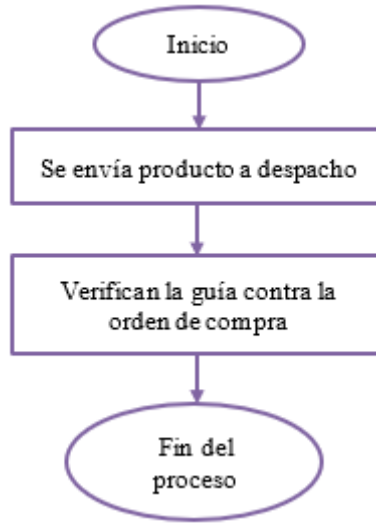 Inicio
Se envía producto a despacho
Verifican la guía contra la
orden de compra
Fin del
proceso